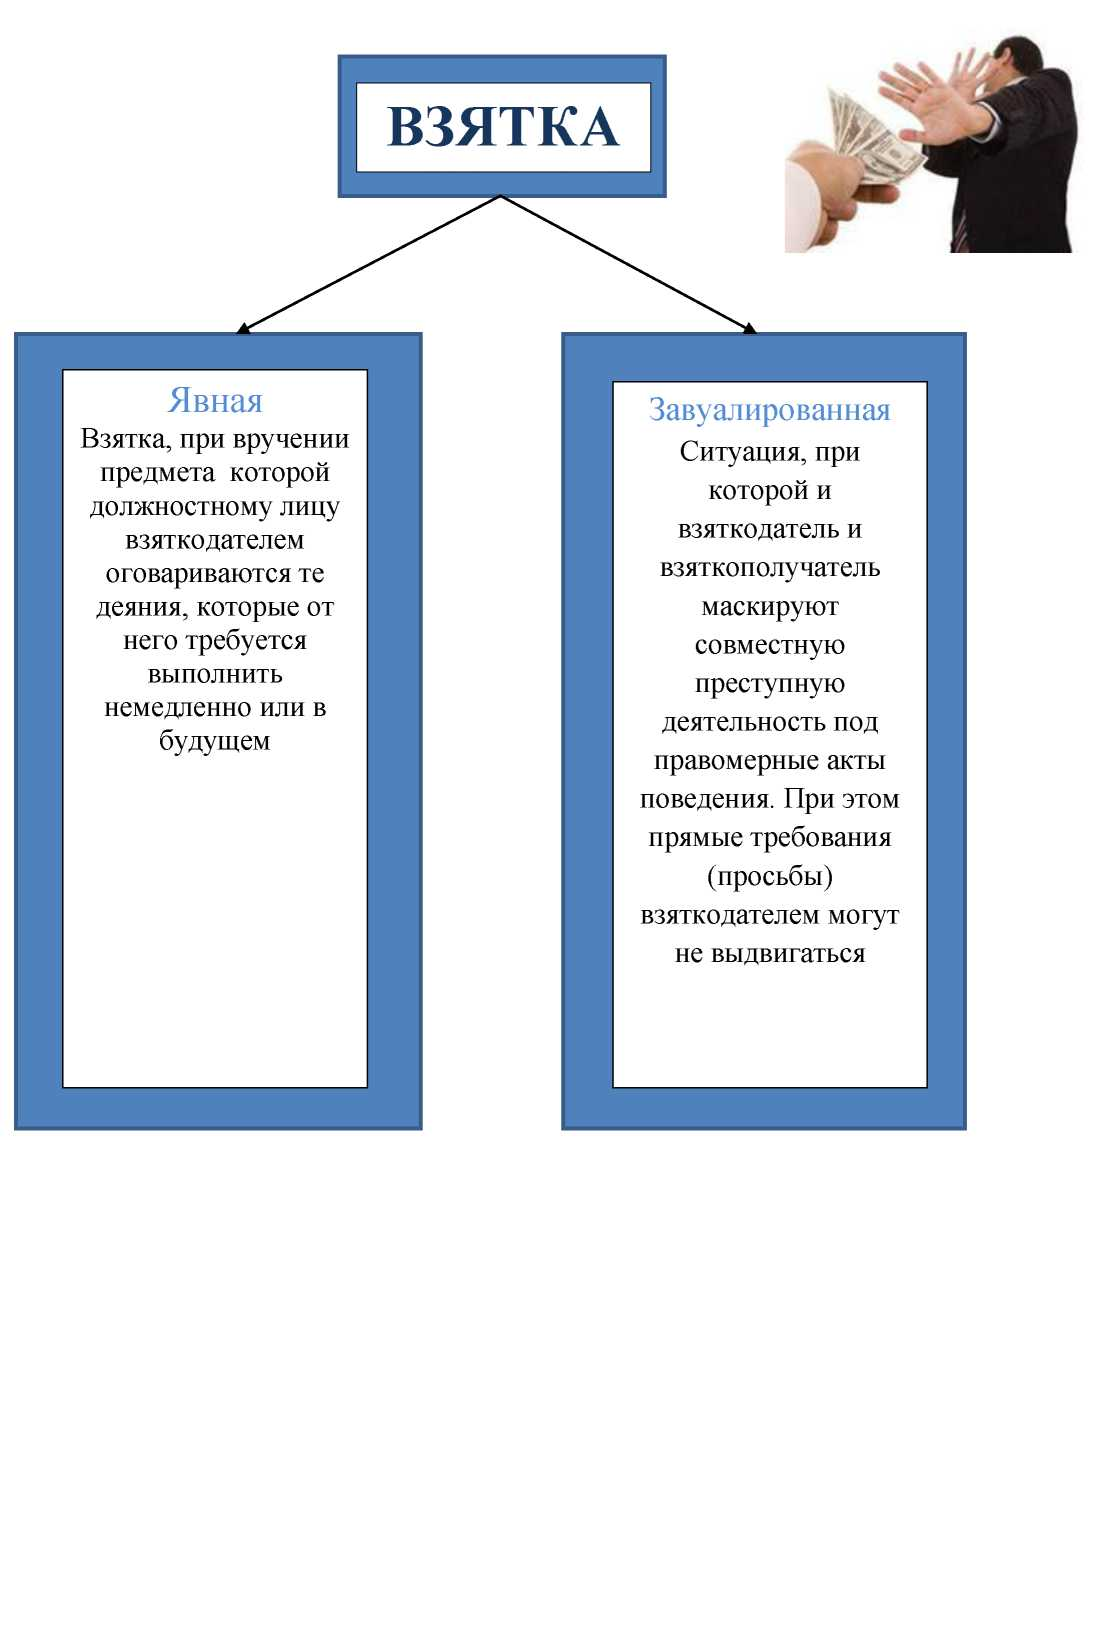 ВЗЯТКА
Явная
Взятка, при вручении
предмета  которой
должностному лицу
взяткодателем
оговариваются те
деяния, которые от
него требуется
выполнить
немедленно или в
будущем
Завуалированная
Ситуация, при
которой и
взяткодатель и
взяткополучатель
маскируют
совместную
преступную
деятельность под
правомерные акты
поведения. При этом
прямые требования
(просьбы)
взяткодателем могут
не выдвигаться